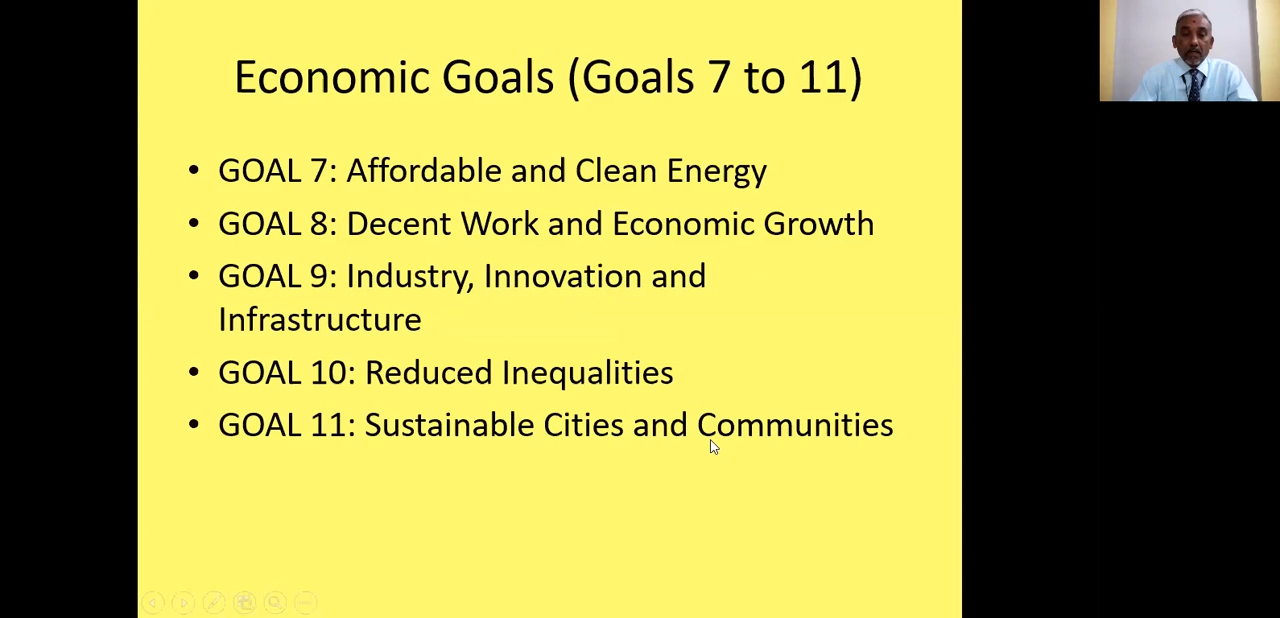 Economic Goals (Goals 7 to 11)
• GOAL 7: Affordable and Clean Energy
• GOAL 8: Decent Work and Economic Growth
• GOAL 9: Industry, Innovation and
Infrastructure
• GOAL 10: Reduced Inequalities
• GOAL 11: Sustainable Cities and Communities